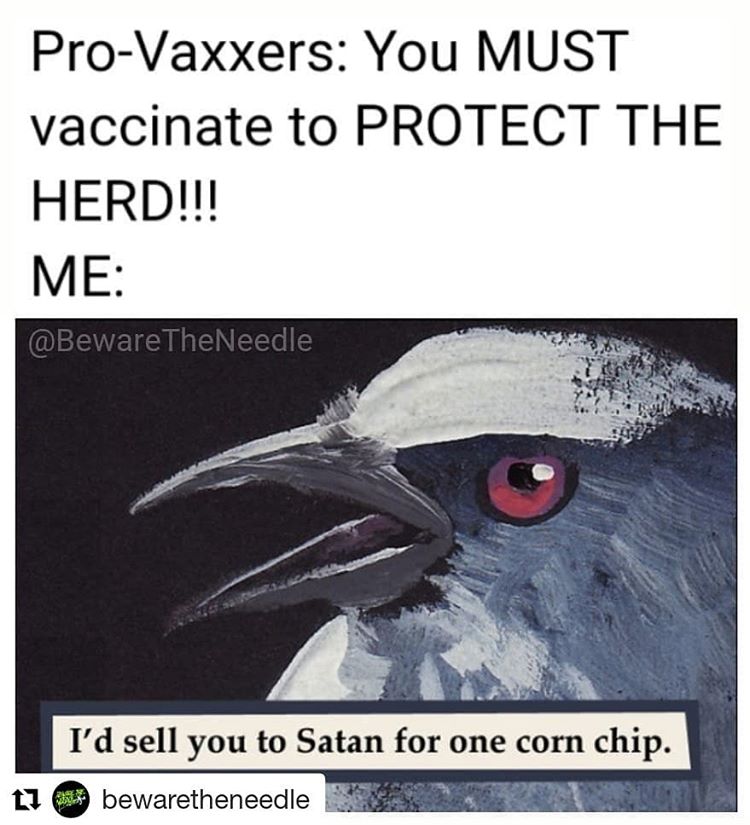 Pro-Vaxxers: You MUST
vaccinate to PROTECT THE
HERD!!!
ME:
@BewareTheNeedle
I'd sell you to Satan for one corn chip.
bewaretheneedle